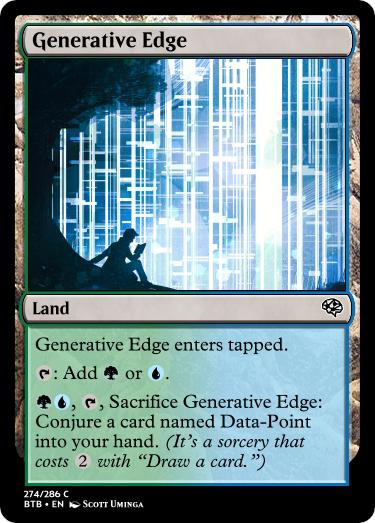 Generative Edge
Land
Generative Edge enters tapped.
: Add or .
, , Sacrifice Generative Edge:
Conjure a card named Data-Point
into your hand. (It's a sorcery that
costs 2 with “Draw a card.”)
274/286 C
BTB • EN Scott Uminga